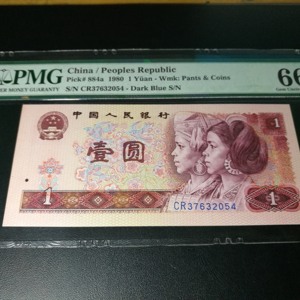 PMG
China / Peoples Republic
Pick# 884a 1980 1 Yüan - Wmk: Pants & Coins
S/N CR37632054 - Dark Blue S/N
66
中国人民银行
1
壹圆
1
1
CR37632054